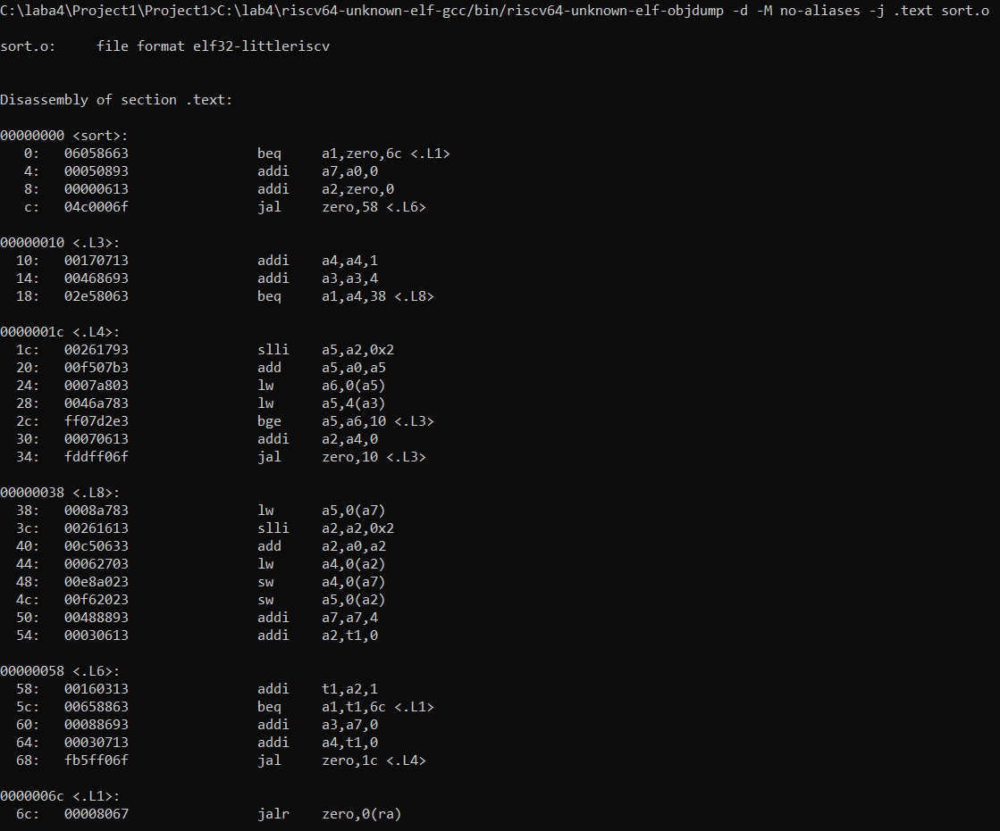 C:\laba4\Project1\Project1>C:\lab4\riscv64-unknown-elf-gcc/bin/riscv64-unknown-elf-objdump -d -M no-aliases -j .text sort.o
sort.o:     file format elf32-littleriscv
Disassembly of section .text:
00000000 <sort>:
   0:   06058663                beq     a1,zero,6c <.L1>
   4:   00050893                addi    a7,a0,0
   8:   00000613                addi    a2,zero,0
   c:   04c0006f                jal     zero,58 <.L6>
00000010 <.L3>:
  10:   00170713                addi    a4,a4,1
  14:   00468693                addi    a3,a3,4
  18:   02e58063                beq     a1,a4,38 <.L8>
0000001c <.L4>:
  1c:   00261793                slli    a5,a2,0x2
  20:   00f507b3                add     a5,a0,a5
  24:   0007a803                lw      a6,0(a5)
  28:   0046a783                lw      a5,4(a3)
  2c:   ff07d2e3                bge     a5,a6,10 <.L3>
  30:   00070613                addi    a2,a4,0
  34:   fddff06f                jal     zero,10 <.L3>
00000038 <.L8>:
  38:   0008a783                lw      a5,0(a7)
  3c:   00261613                slli    a2,a2,0x2
  40:   00c50633                add     a2,a0,a2
  44:   00062703                lw      a4,0(a2)
  48:   00e8a023                sw      a4,0(a7)
  4c:   00f62023                sw      a5,0(a2)
  50:   00488893                addi    a7,a7,4
  54:   00030613                addi    a2,t1,0
00000058 <.L6>:
  58:   00160313                addi    t1,a2,1
  5c:   00658863                beq     a1,t1,6c <.L1>
  60:   00088693                addi    a3,a7,0
  64:   00030713                addi    a4,t1,0
  68:   fb5ff06f                jal     zero,1c <.L4>
0000006c <.L1>:
  6c:   00008067                jalr    zero,0(ra)